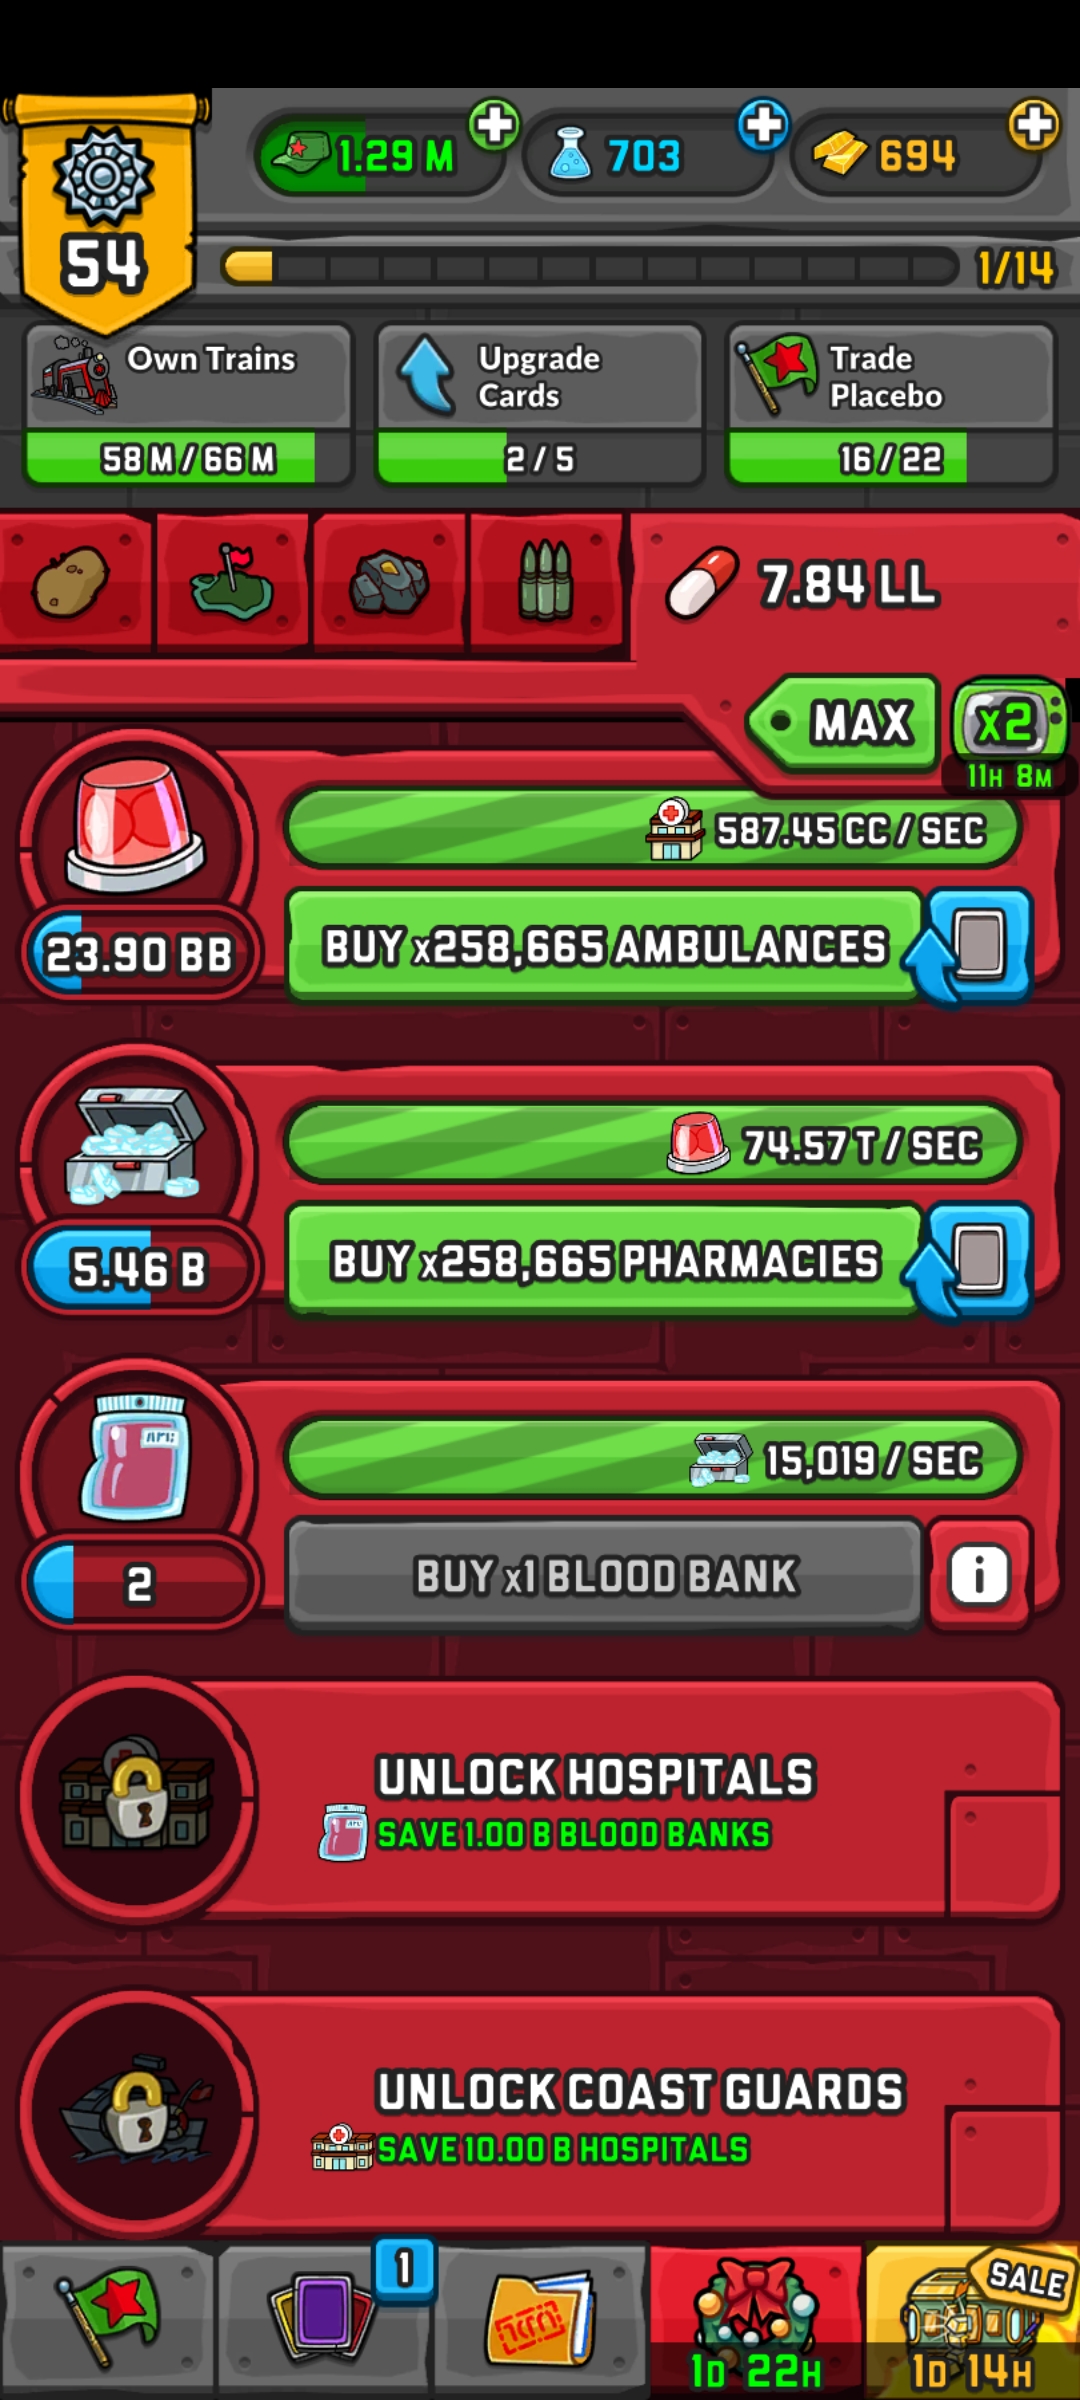 1.29 M
703
694
54
1/14
Own Trains
58 M / 66 M
Upgrade
Cards
2 / 5
Trade
Placebo
16 / 22
7.84 LL
MAX
x2
11H 8M
587.45 CC / SEC
23.90 BB
BUY x258,665 AMBULANCES
74.57 T / SEC
5.46 B
BUY x258,665 PHARMACIES
15,019 / SEC
2
BUY x1 BLOOD BANK
i
UNLOCK HOSPITALS
SAVE 1.00 B BLOOD BANKS
UNLOCK COAST GUARDS
SAVE 10.00 B HOSPITALS
1
SALE
1D 22H
1D 14H